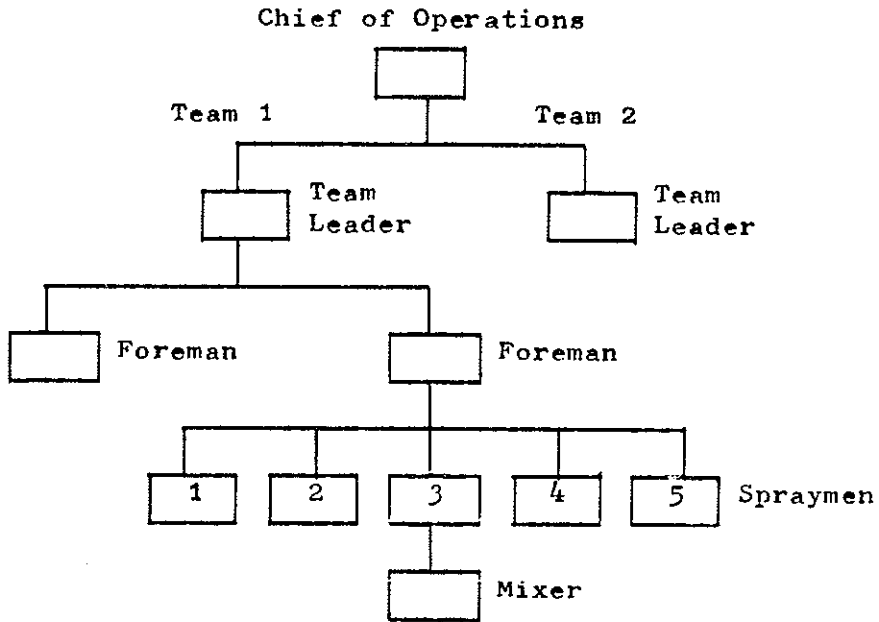 Chief of Operations
Team 1
Team 2
Team
Leader
Team
Leader
Foreman
Foreman
1
2
3
4
5
Spraymen
Mixer